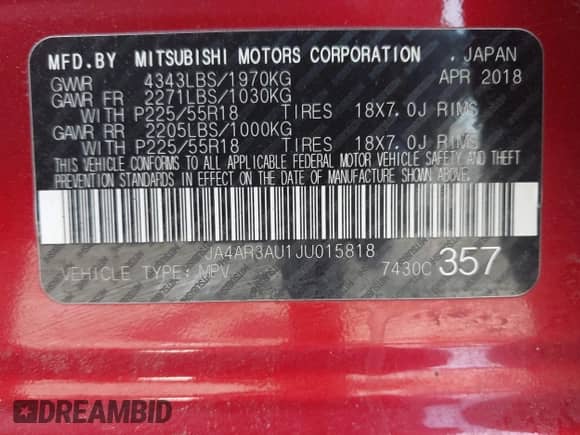 MFD.BY MITSUBISHI MOTORS CORPORATION , JAPAN
GVWR 4343LBS/1970KG APR 2018
GAWR FR 2271LBS/1030KG
WITH P225/55R18 TIRES 18X7.0J RIMS
GAWR RR 2205LBS/1000KG
WITH P225/55R18 TIRES 18X7.0J RIMS
THIS VEHICLE CONFORMS TO ALL APPLICABLE FEDERAL MOTOR VEHICLE SAFETY AND THEFT
PREVENTION STANDARDS IN EFFECT ON THE DATE OF MANUFACTURE SHOWN ABOVE.
JA4AR3AU1JU015818
VEHICLE TYPE:MPV 7430C 357
DREAMBID